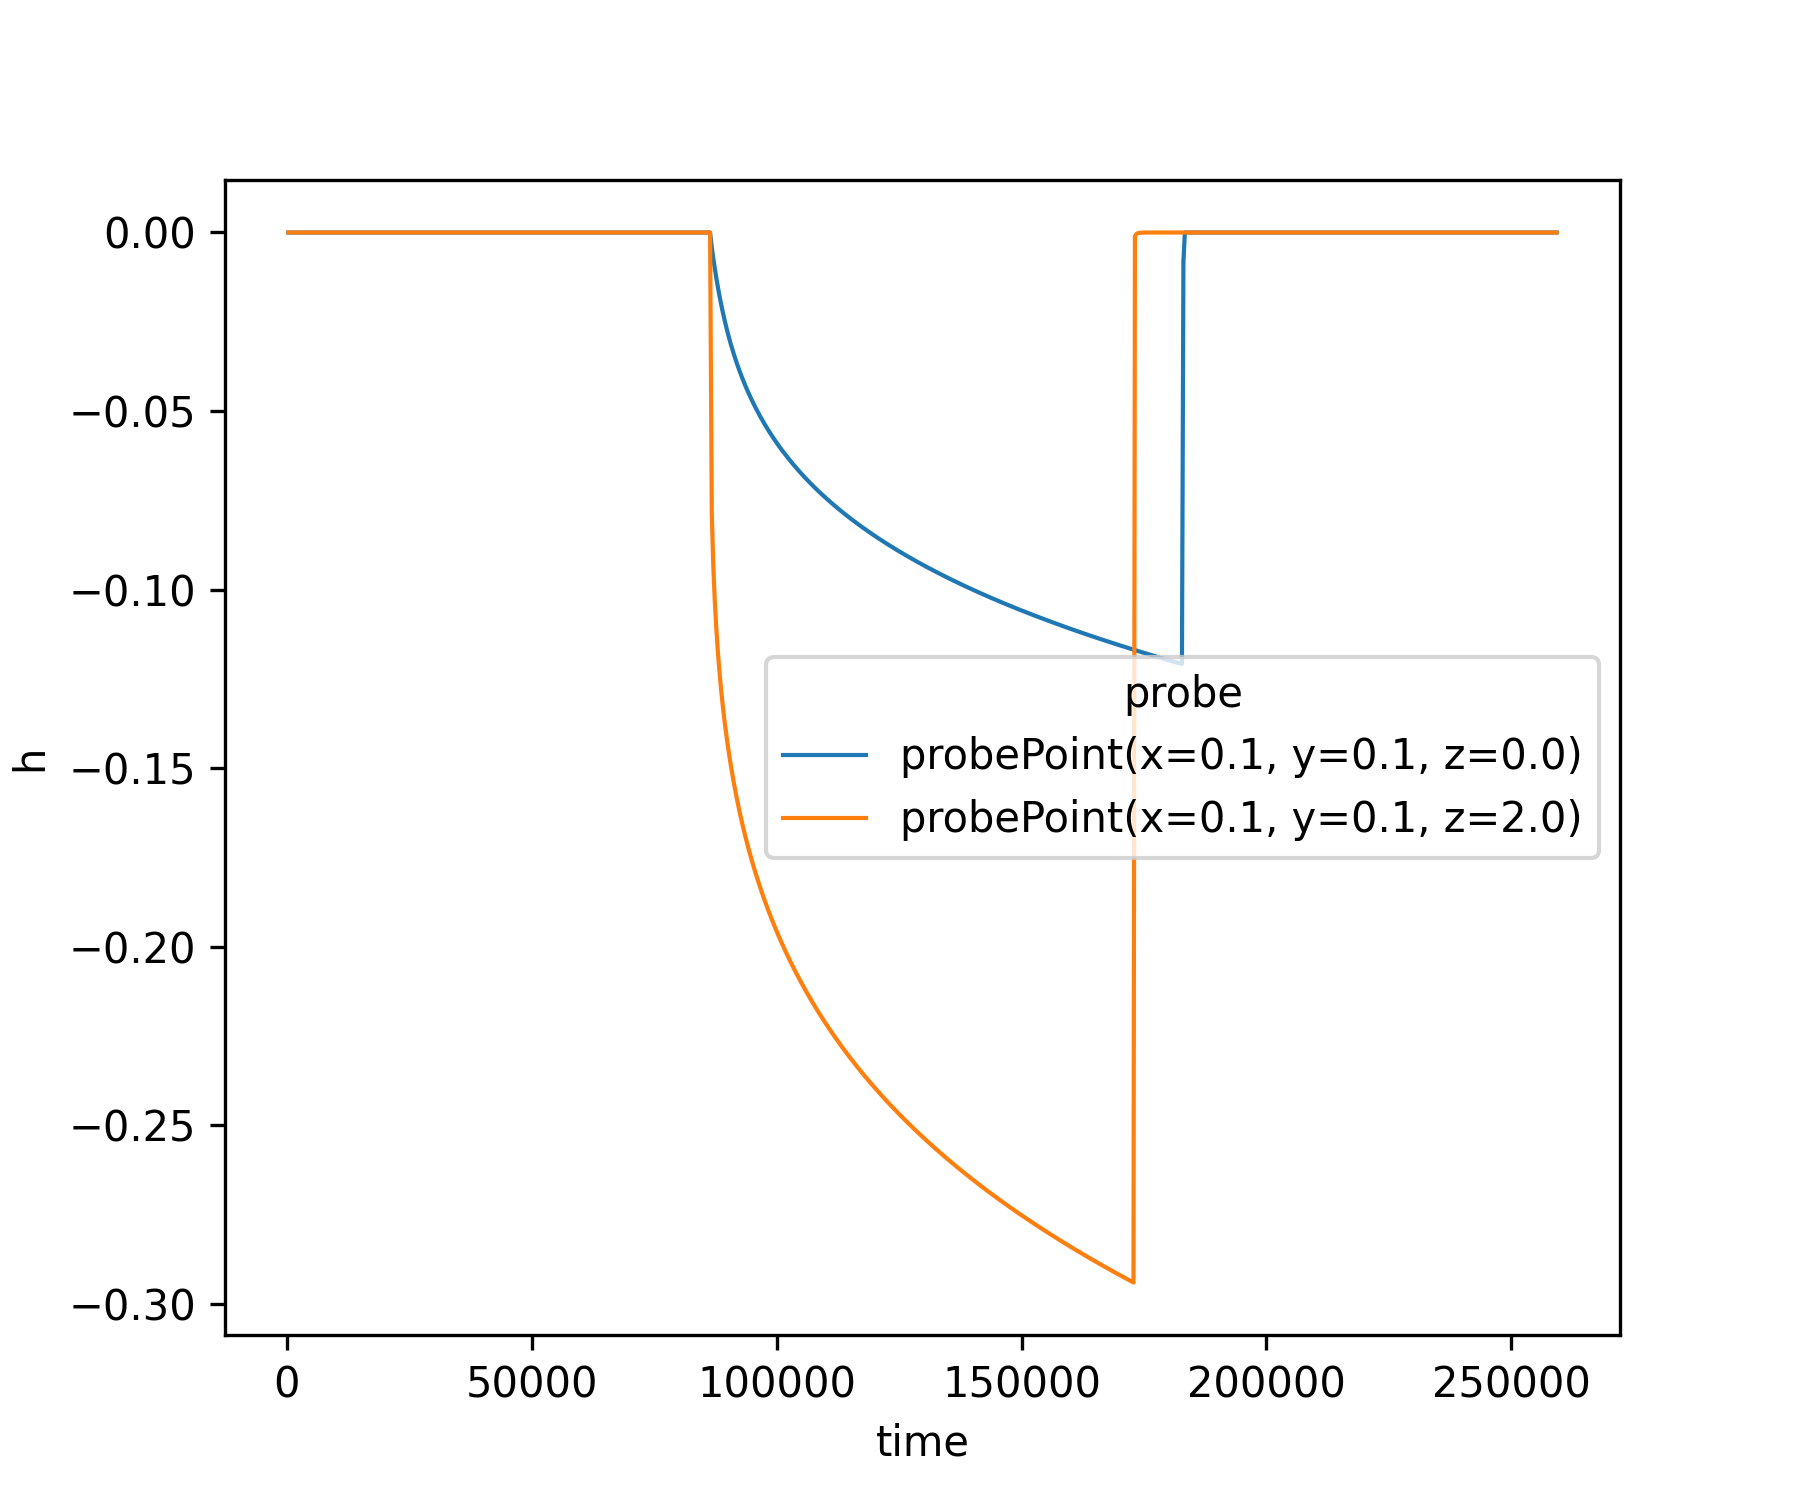 0.00
−0.05
−0.10
−0.15
−0.20
−0.25
−0.30
h
probe
probePoint(x=0.1, y=0.1, z=0.0)
probePoint(x=0.1, y=0.1, z=2.0)
0 50000 100000 150000 200000 250000
time